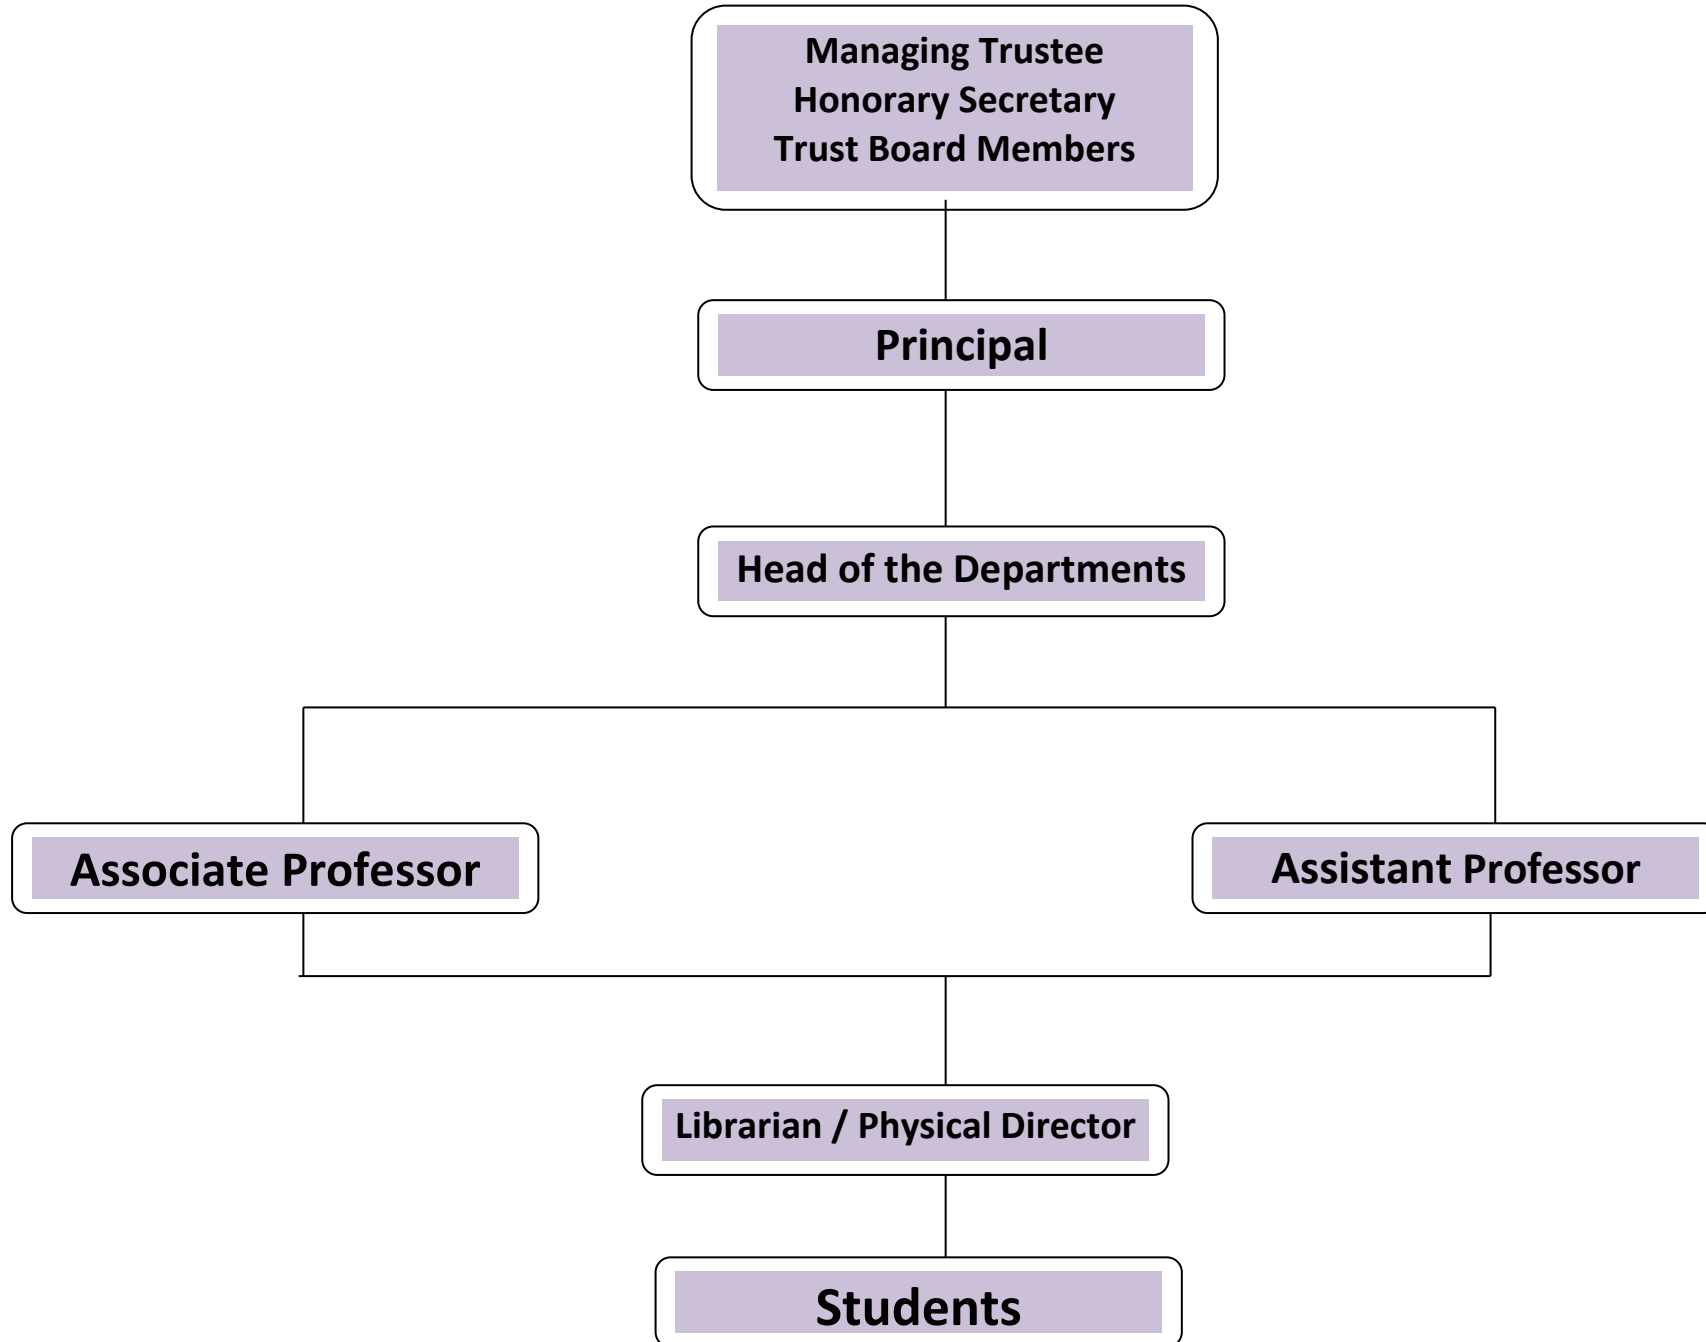 Managing Trustee
Honorary Secretary
Trust Board Members
Principal
Head of the Departments
Associate Professor
Assistant Professor
Librarian / Physical Director
Students